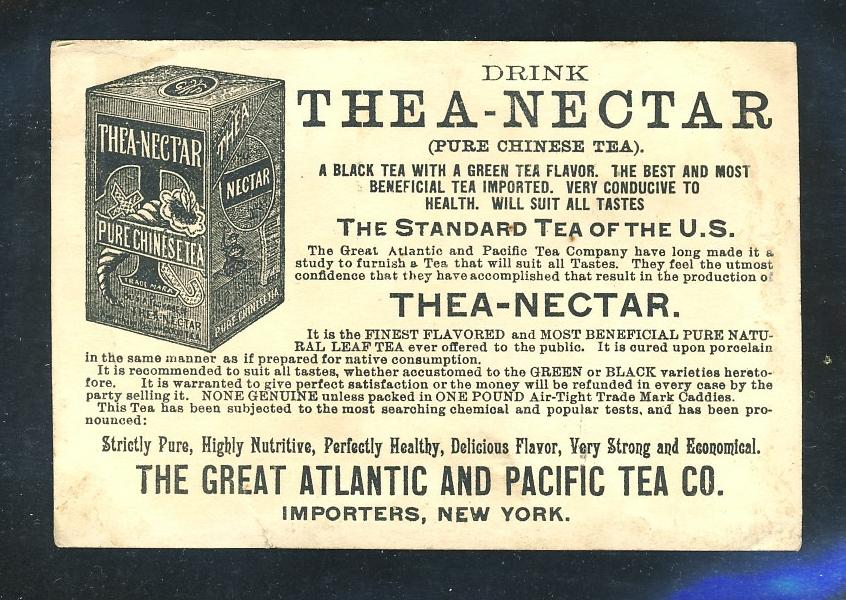 DRINK
THEA-NECTAR
(PURE CHINESE TEA).
A BLACK TEA WITH A GREEN TEA FLAVOR. THE BEST AND MOST
BENEFICIAL TEA IMPORTED. VERY CONDUCIVE TO
HEALTH. WILL SUIT ALL TASTES
THE STANDARD TEA OF THE U.S.
The Great Atlantic and Pacific Tea Company have long made it a
study to furnish a Tea that will suit all Tastes. They feel the utmost
confidence that they have accomplished that result in the production of
THEA-NECTAR.
It is the FINEST FLAVORED and MOST BENEFICIAL PURE NATU-
RAL LEAF TEA ever offered to the public. It is cured upon porcelain
in the same manner as if prepared for native consumption.
It is recommended to suit all tastes, whether accustomed to the GREEN or BLACK varieties hereto-
fore. It is warranted to give perfect satisfaction or the money will be refunded in every case by the
party selling it. NONE GENUINE unless packed in ONE POUND Air-Tight Trade Mark Caddies.
This Tea has been subjected to the most searching chemical and popular tests, and has been pro-
nounced:
Strictly Pure, Highly Nutritive, Perfectly Healthy, Delicious Flavor, Very Strong and Economical.
THE GREAT ATLANTIC AND PACIFIC TEA CO.
IMPORTERS, NEW YORK.
THEA-NECTAR
PURE CHINESE TEA
TRADE MARK
THEA-NECTAR
THEA
NECTAR
PURE CHINESE TEA